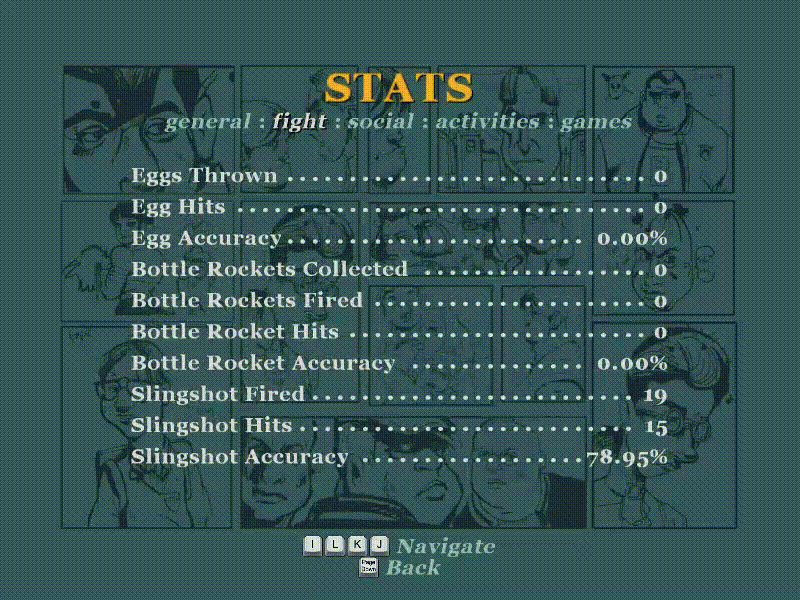 STATS
general : fight : social : activities : games
Eggs Thrown . . . . . . . . . . . . . . . . . . . . . . . . . . . . . . 0
Egg Hits . . . . . . . . . . . . . . . . . . . . . . . . . . . . . . . . . . 0
Egg Accuracy . . . . . . . . . . . . . . . . . . . . . . . . . 0.00%
Bottle Rockets Collected . . . . . . . . . . . . . . . . . . . 0
Bottle Rockets Fired . . . . . . . . . . . . . . . . . . . . . . . 0
Bottle Rocket Hits . . . . . . . . . . . . . . . . . . . . . . . . . 0
Bottle Rocket Accuracy . . . . . . . . . . . . . . 0.00%
Slingshot Fired . . . . . . . . . . . . . . . . . . . . . . . . . . . 19
Slingshot Hits . . . . . . . . . . . . . . . . . . . . . . . . . . . . 15
Slingshot Accuracy . . . . . . . . . . . . . . . . . . . 78.95%
I L K J Navigate
Page Down Back